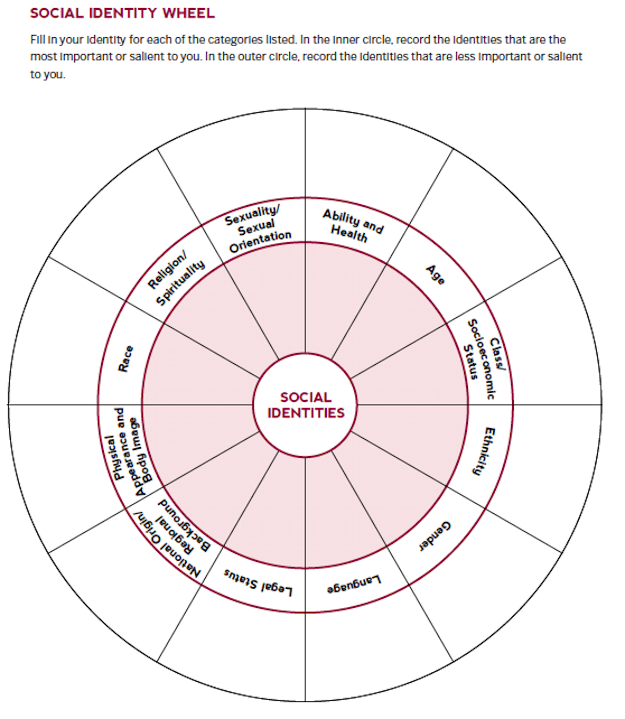 SOCIAL IDENTITY WHEEL
Fill in your identity for each of the categories listed. In the inner circle, record the identities that are the
most important or salient to you. In the outer circle, record the identities that are less important or salient
to you.
Sexuality/
Sexual
Orientation
Ability and
Health
Age
Class/
Socioeconomic
Status
Ethnicity
Gender
Language
Legal Status
National Origin/
Regional
Background
Physical
Appearance and
Body Image
Race
Religion/
Spirituality
SOCIAL
IDENTITIES